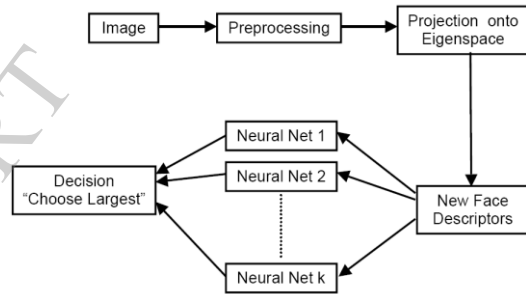 Image
Preprocessing
Projection onto
Eigenspace
Neural Net 1
Neural Net 2
Neural Net k
New Face
Descriptors
Decision
“Choose Largest”
RT